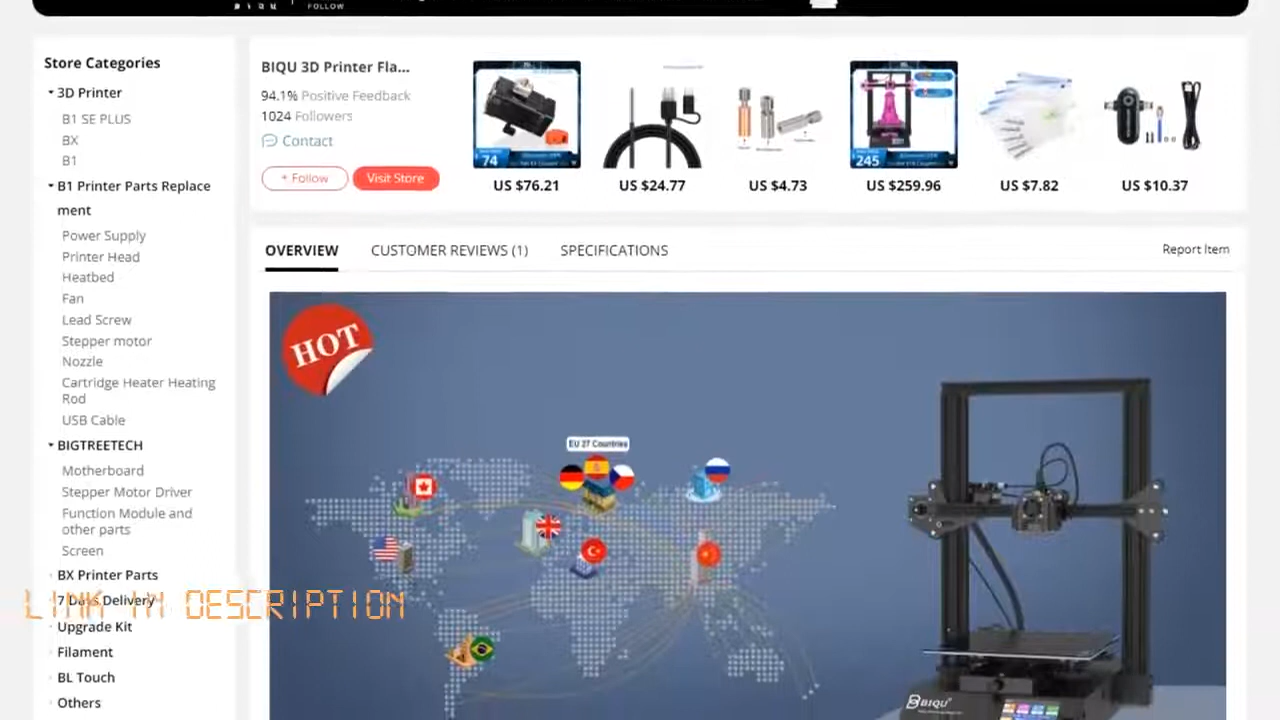 FOLLOW
Store Categories
3D Printer
B1 SE PLUS
BX
B1
B1 Printer Parts Replace
ment
Power Supply
Printer Head
Heatbed
Fan
Lead Screw
Stepper motor
Nozzle
Cartridge Heater Heating
Rod
USB Cable
BIGTREETECH
Motherboard
Stepper Motor Driver
Function Module and
other parts
Screen
BX Printer Parts
7 Days Delivery
LINK IN DESCRIPTION
Upgrade Kit
Filament
BL Touch
Others
BIQU 3D Printer Fla...
94.1% Positive Feedback
1024 Followers
Contact
+ Follow
Visit Store
74
245
US $76.21
US $24.77
US $4.73
US $259.96
US $7.82
US $10.37
OVERVIEW
CUSTOMER REVIEWS (1)
SPECIFICATIONS
Report Item
HOT
EU 27 Countries
BIQU